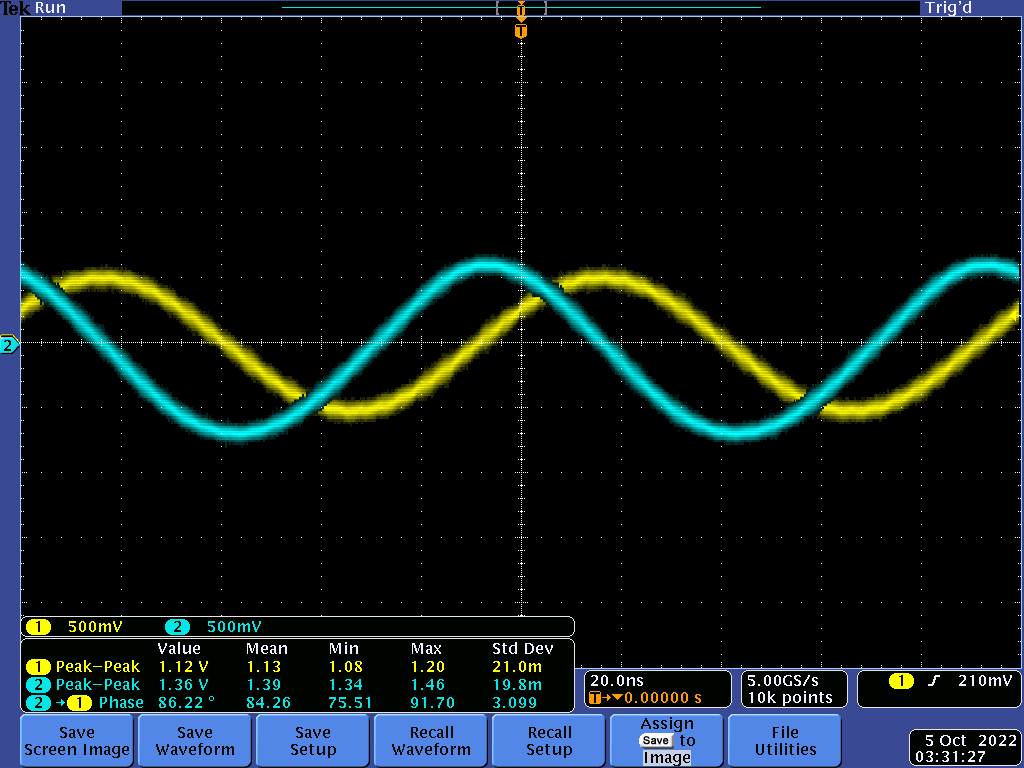 Tek Run Trig'd
T
T
2
1 500mV 2 500mV
Value Mean Min Max Std Dev
1 Peak−Peak 1.12 V 1.13 1.08 1.20 21.0m
2 Peak−Peak 1.36 V 1.39 1.34 1.46 19.8m
2 → 1 Phase 86.22 ° 84.26 75.51 91.70 3.099
20.0ns
T→▼0.00000 s
5.00GS/s
10k points
1 210mV
Save
Screen Image
Save
Waveform
Save
Setup
Recall
Waveform
Recall
Setup
Assign
Save to
Image
File
Utilities
5 Oct 2022
03:31:27